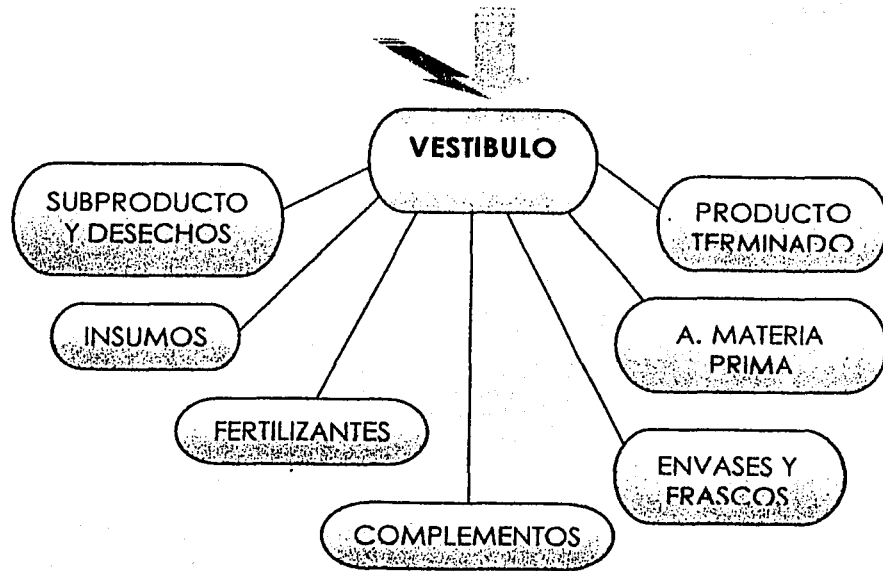 VESTIBULO
SUBPRODUCTO
Y DESECHOS
PRODUCTO
TERMINADO
INSUMOS
A. MATERIA
PRIMA
FERTILIZANTES
ENVASES Y
FRASCOS
COMPLEMENTOS